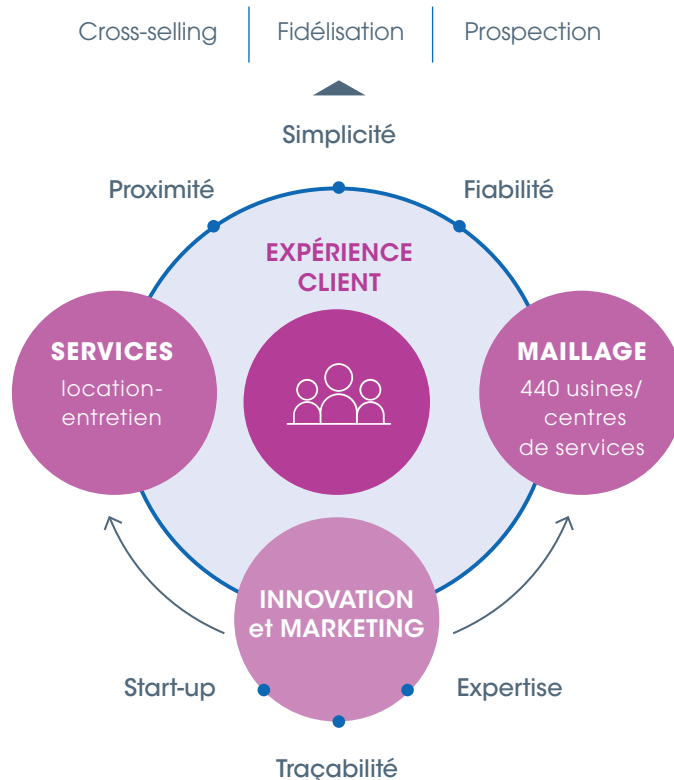 Cross-selling
Fidélisation
Prospection
Simplicité
Proximité
Fiabilité
EXPÉRIENCE
CLIENT
SERVICES
location-
entretien
MAILLAGE
440 usines/
centres
de services
INNOVATION
et MARKETING
Start-up
Expertise
Traçabilité